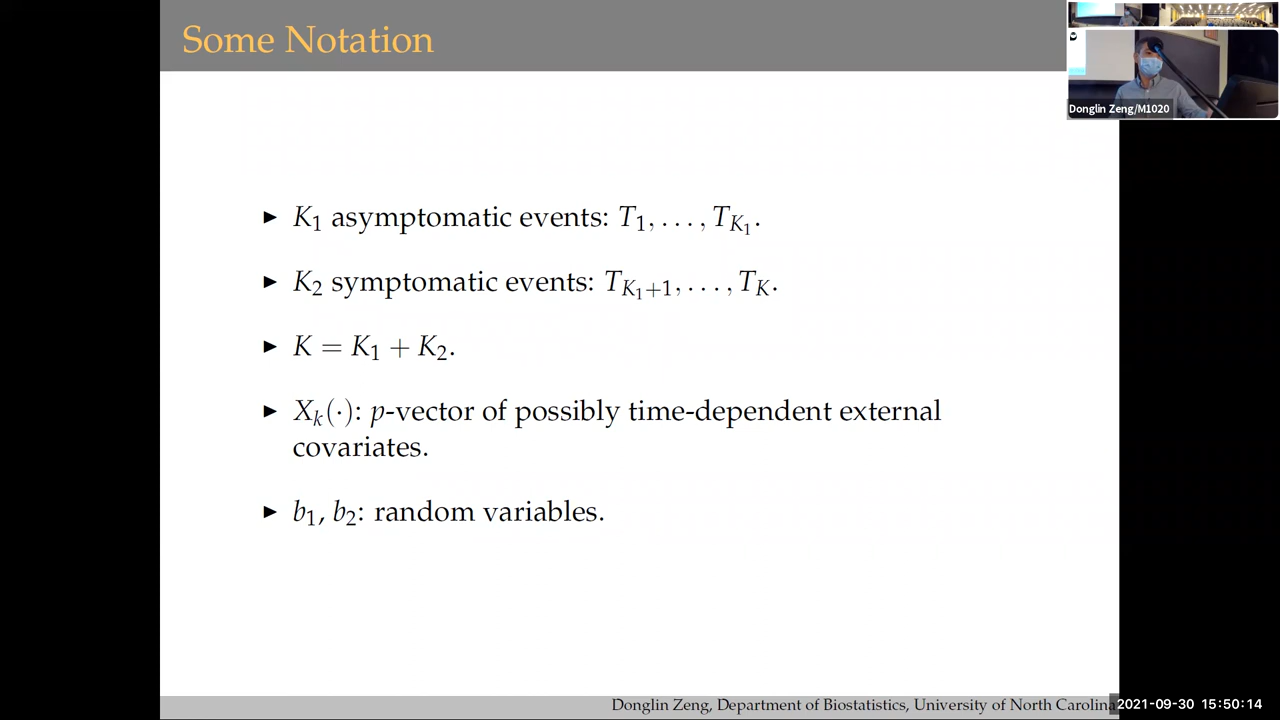 Some Notation
Donglin Zeng/M1020
► K₁ asymptomatic events: T₁, . . . , T_{K₁}.
► K₂ symptomatic events: T_{K₁+1}, . . . , T_K.
► K = K₁ + K₂.
► X_k(·): p-vector of possibly time-dependent external
covariates.
► b₁, b₂: random variables.
Donglin Zeng, Department of Biostatistics, University of North Carolina
2021-09-30 15:50:14